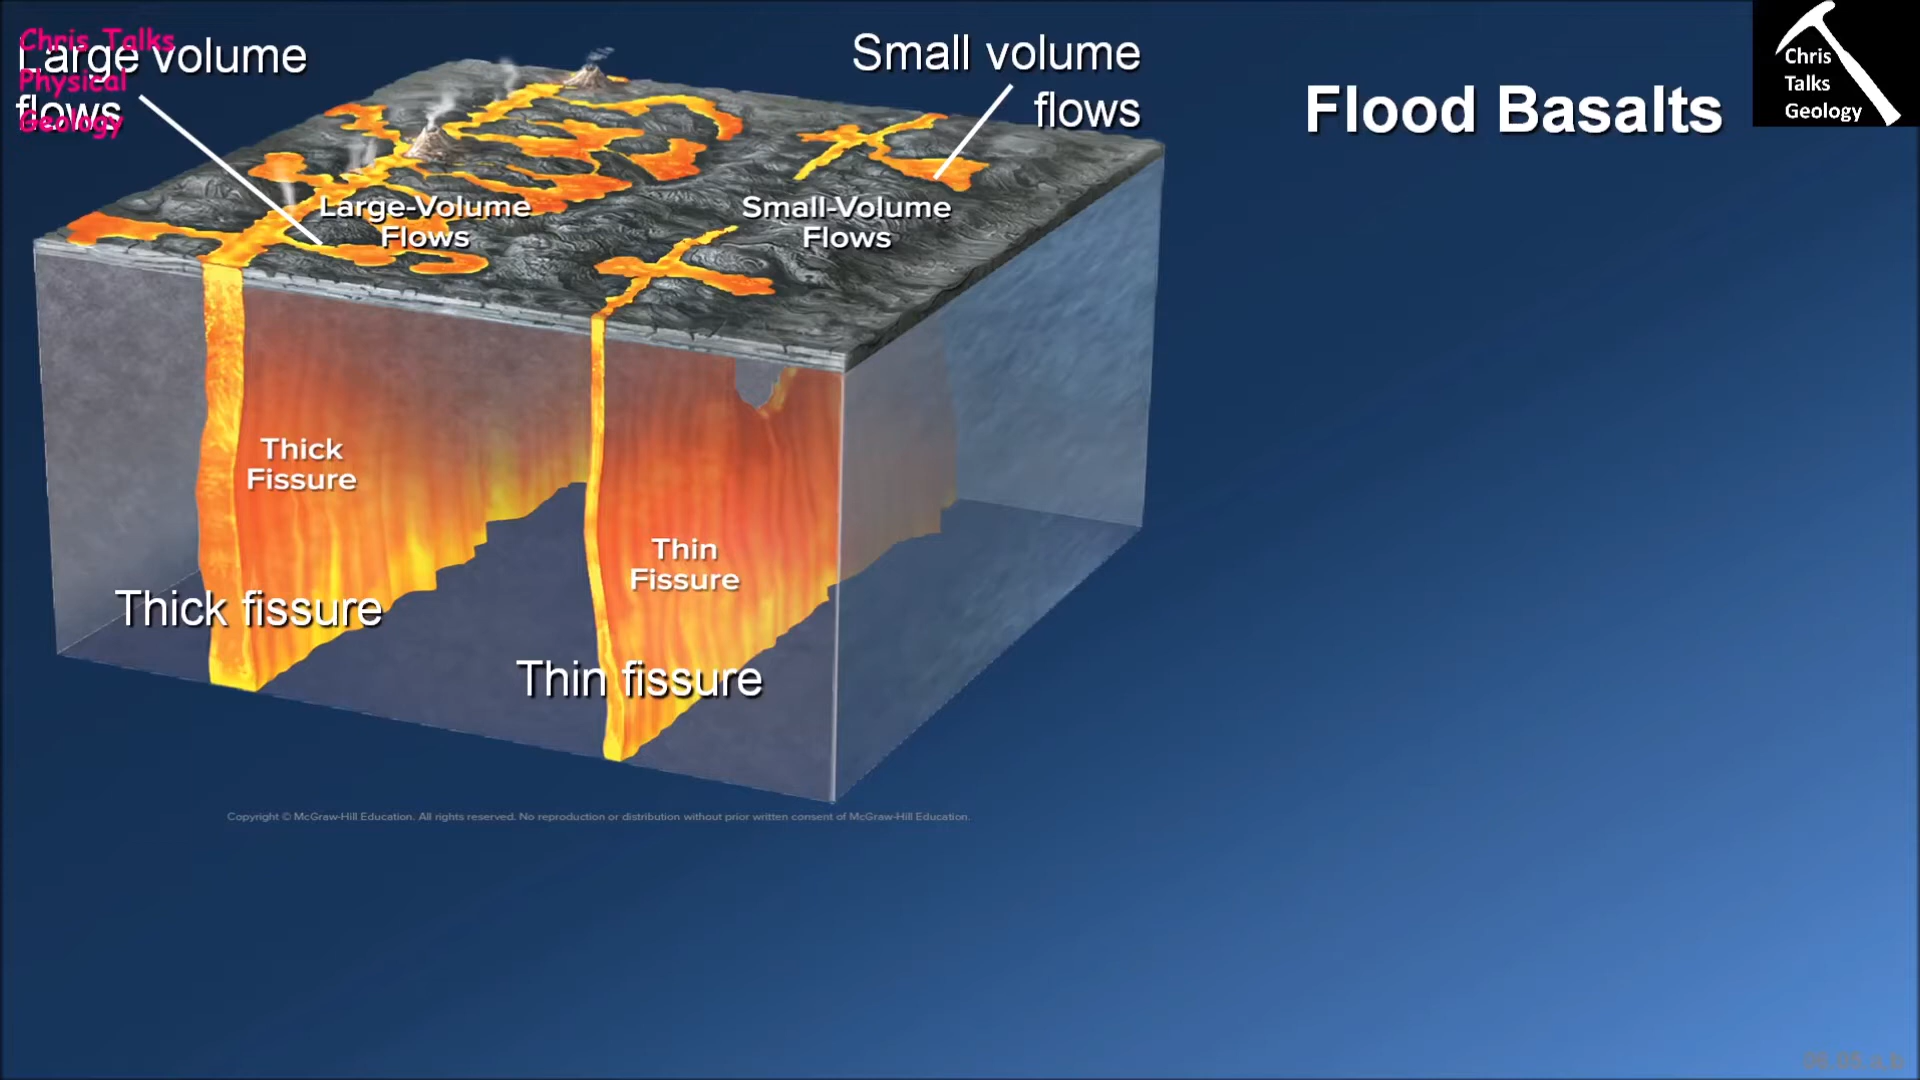 Chris Talks
Physical
Geology
Large volume
flows
Small volume
flows
Flood Basalts
Chris
Talks
Geology
Large-Volume
Flows
Small-Volume
Flows
Thick
Fissure
Thin
Fissure
Thick fissure
Thin fissure
Copyright © McGraw-Hill Education. All rights reserved. No reproduction or distribution without prior written consent of McGraw-Hill Education.